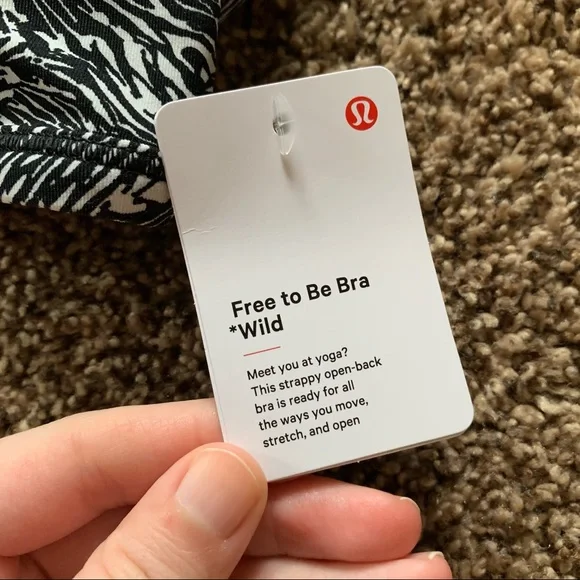 Free to Be Bra
*Wild
Meet you at yoga?
This strappy open-back
bra is ready for all
the ways you move,
stretch, and open